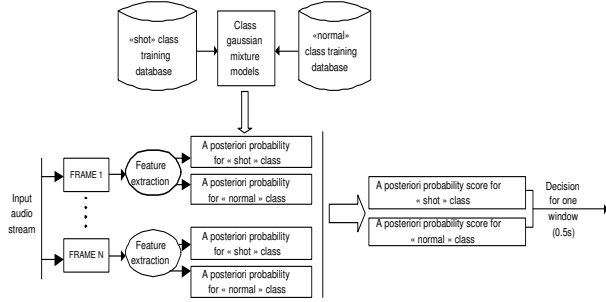 «shot» class
training
database
Class
gaussian
mixture
models
«normal»
class training
database
Input
audio
stream
FRAME 1
Feature
extraction
A posteriori probability
for « shot » class
A posteriori probability
for « normal » class
FRAME N
Feature
extraction
A posteriori probability
for « shot » class
A posteriori probability
for « normal » class
A posteriori probability score for
« shot » class
A posteriori probability score for
« normal » class
Decision
for one
window
(0.5s)